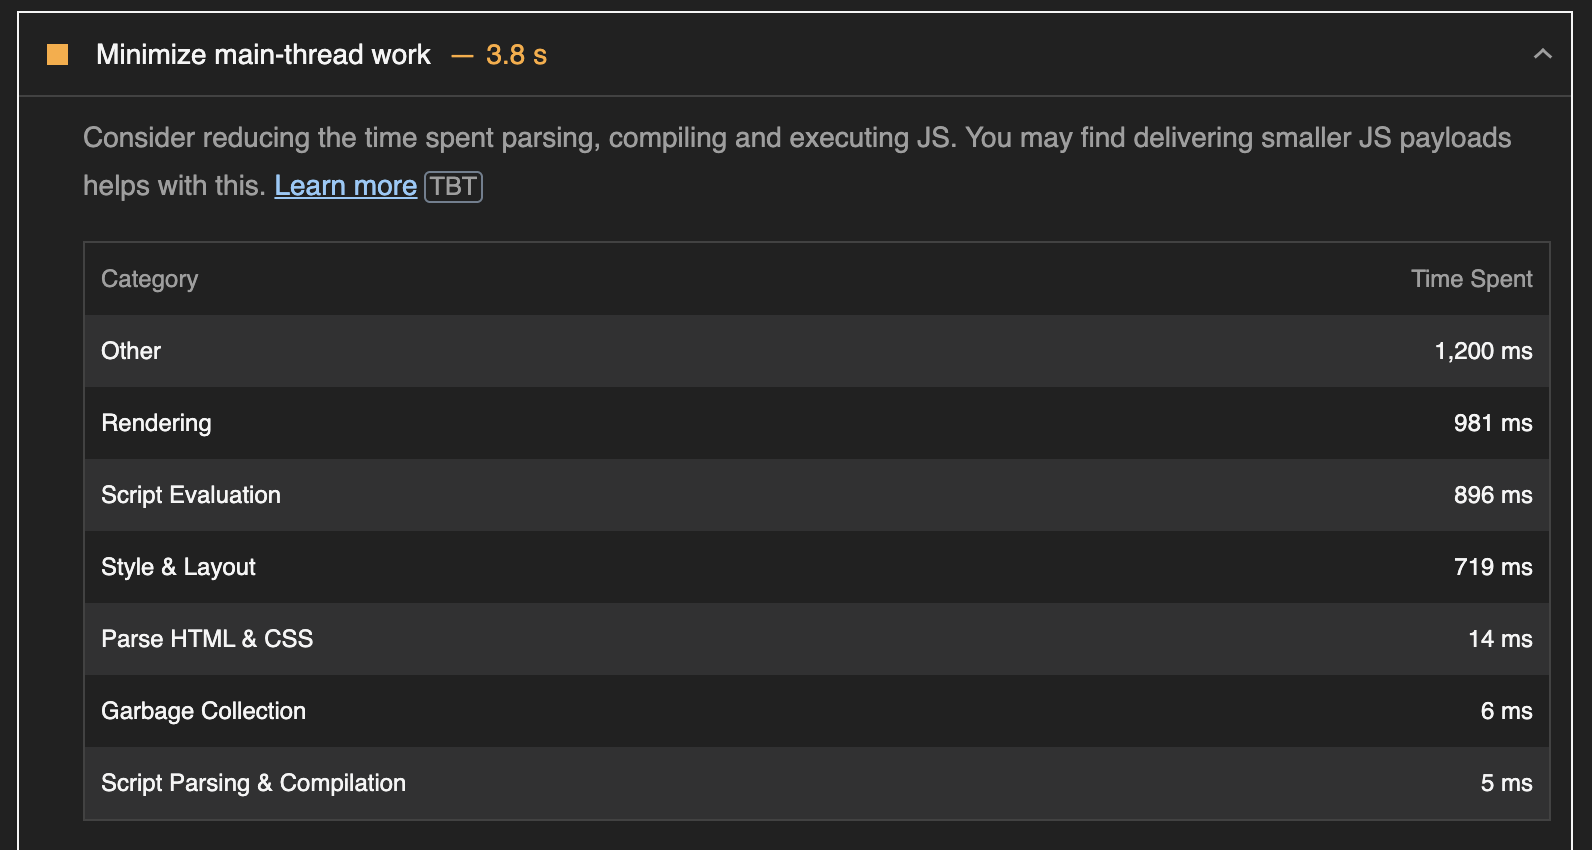 Minimize main-thread work — 3.8 s
Consider reducing the time spent parsing, compiling and executing JS. You may find delivering smaller JS payloads
helps with this. Learn more TBT
Category Time Spent
Other 1,200 ms
Rendering 981 ms
Script Evaluation 896 ms
Style & Layout 719 ms
Parse HTML & CSS 14 ms
Garbage Collection 6 ms
Script Parsing & Compilation 5 ms